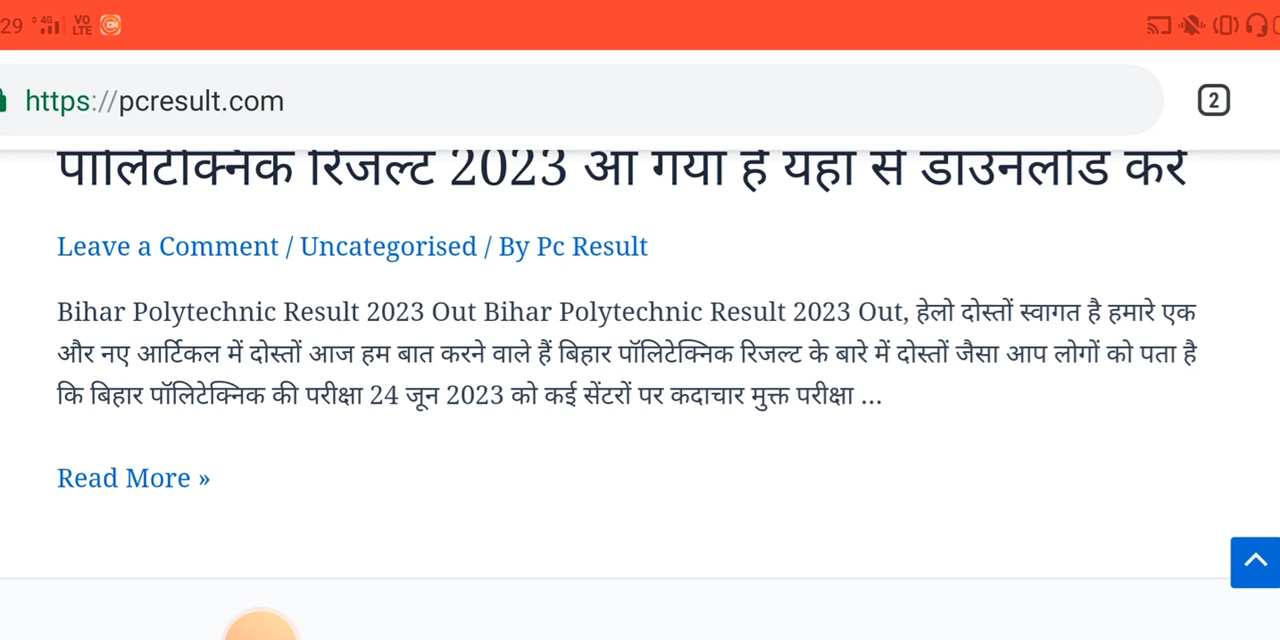 29 4G VO LTE
https://pcresult.com 2
पॉलिटेक्निक रिजल्ट 2023 आ गया है यहां से डाउनलोड करें
Leave a Comment / Uncategorised / By Pc Result
Bihar Polytechnic Result 2023 Out Bihar Polytechnic Result 2023 Out, हेलो दोस्तों स्वागत है हमारे एक
और नए आर्टिकल में दोस्तों आज हम बात करने वाले हैं बिहार पॉलिटेक्निक रिजल्ट के बारे में दोस्तों जैसा आप लोगों को पता है
कि बिहार पॉलिटेक्निक की परीक्षा 24 जून 2023 को कई सेंटरों पर कदाचार मुक्त परीक्षा …
Read More »